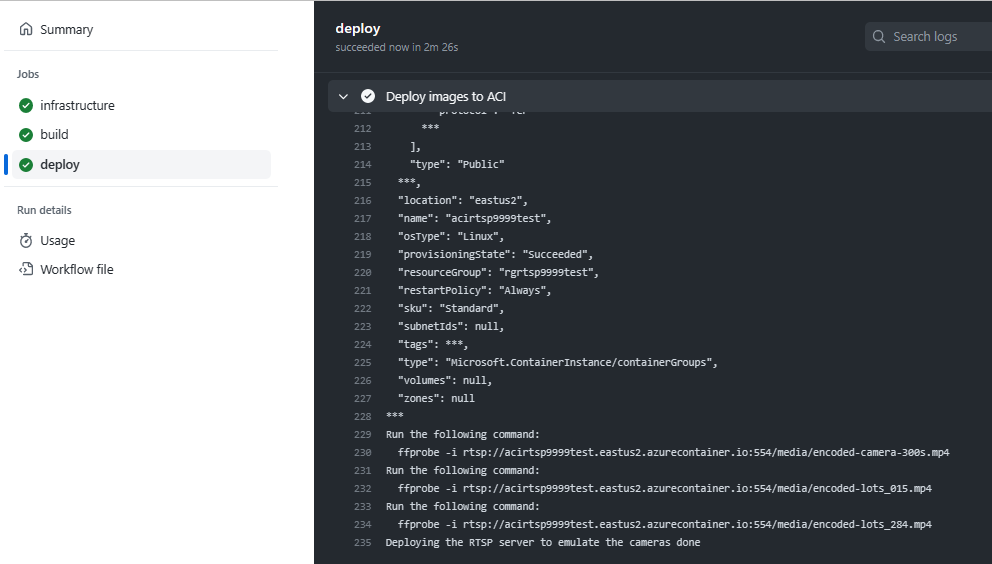 Summary
Jobs
infrastructure
build
deploy
Run details
Usage
Workflow file
deploy
succeeded now in 2m 26s
Search logs
Deploy images to ACI
212 ***
213 ],
214 "type": "Public"
215 ***,
216 "location": "eastus2",
217 "name": "acirtsp9999test",
218 "osType": "Linux",
219 "provisioningState": "Succeeded",
220 "resourceGroup": "rgrtsp9999test",
221 "restartPolicy": "Always",
222 "sku": "Standard",
223 "subnetIds": null,
224 "tags": ***,
225 "type": "Microsoft.ContainerInstance/containerGroups",
226 "volumes": null,
227 "zones": null
228 ***
229 Run the following command:
230 ffprobe -i rtsp://acirtsp9999test.eastus2.azurecontainer.io:554/media/encoded-camera-300s.mp4
231 Run the following command:
232 ffprobe -i rtsp://acirtsp9999test.eastus2.azurecontainer.io:554/media/encoded-lots_015.mp4
233 Run the following command:
234 ffprobe -i rtsp://acirtsp9999test.eastus2.azurecontainer.io:554/media/encoded-lots_284.mp4
235 Deploying the RTSP server to emulate the cameras done